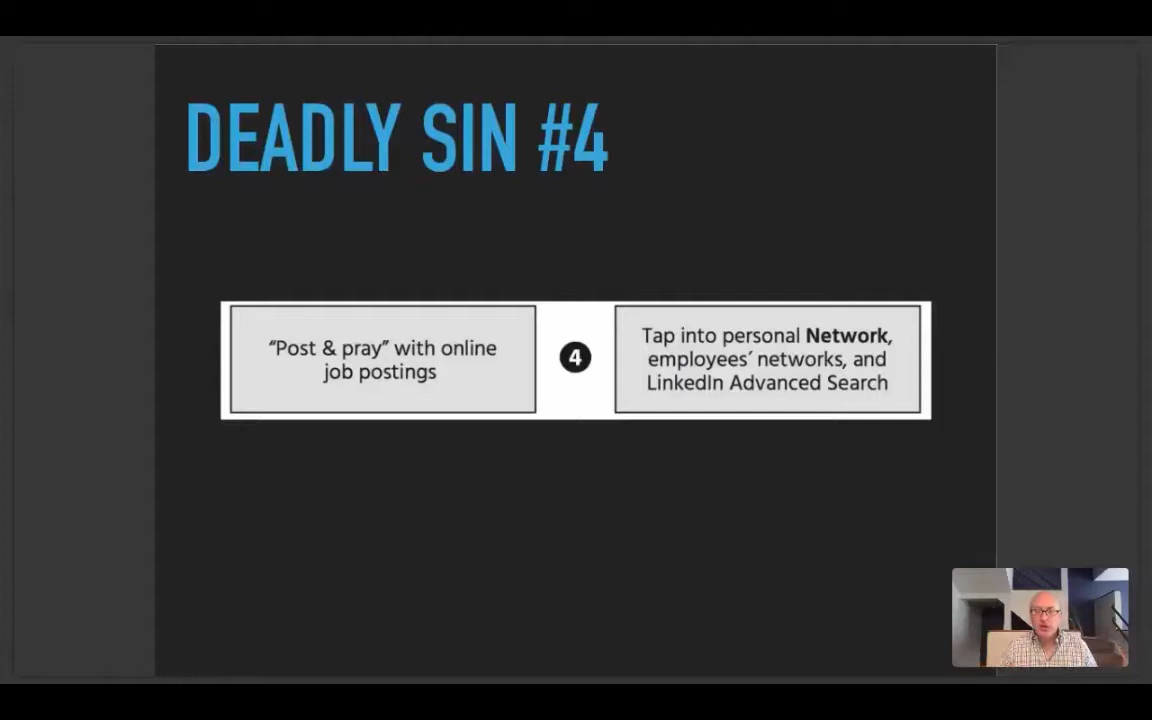 DEADLY SIN #4
“Post & pray” with online
job postings
4
Tap into personal Network,
employees´ networks, and
LinkedIn Advanced Search